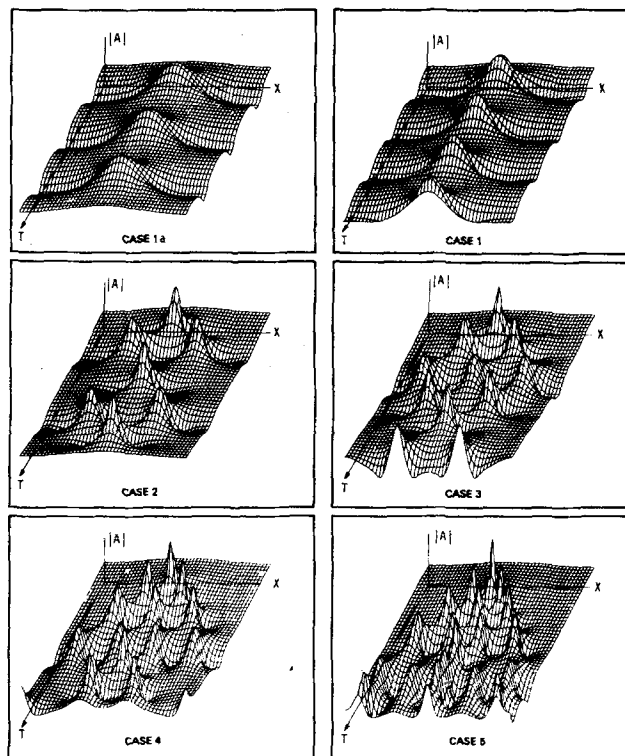 |A|
X
T
CASE 1a
|A|
X
T
CASE 1
|A|
X
T
CASE 2
|A|
X
T
CASE 3
|A|
X
T
CASE 4
|A|
X
T
CASE 5